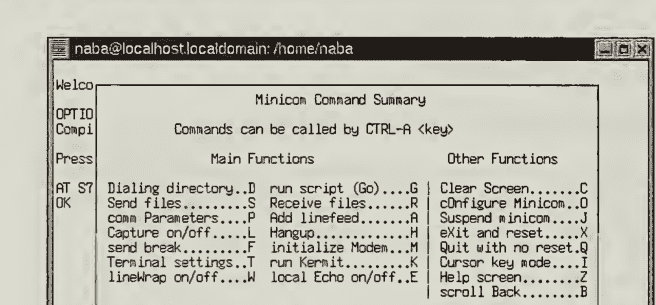 naba@localhost.localdomain: /home/naba
Welco
Minicom Command Summary
OPTIO
Compi Commands can be called by CTRL-A <key>
Press Main Functions Other Functions
AT S7 Dialing directory..D run script (Go)....G | Clear Screen.......C
OK Send files.........S Receive files......R | cOnfigure Minicom..O
comm Parameters....P Add linefeed.......A | Suspend minicom....J
Capture on/off.....L Hangup.............H | eXit and reset.....X
send break.........F initialize Modem...M | Quit with no reset.Q
Terminal settings..T run Kermit.........K | Cursor key mode....I
lineWrap on/off....W local Echo on/off..E | Help screen........Z
| scroll Back........B